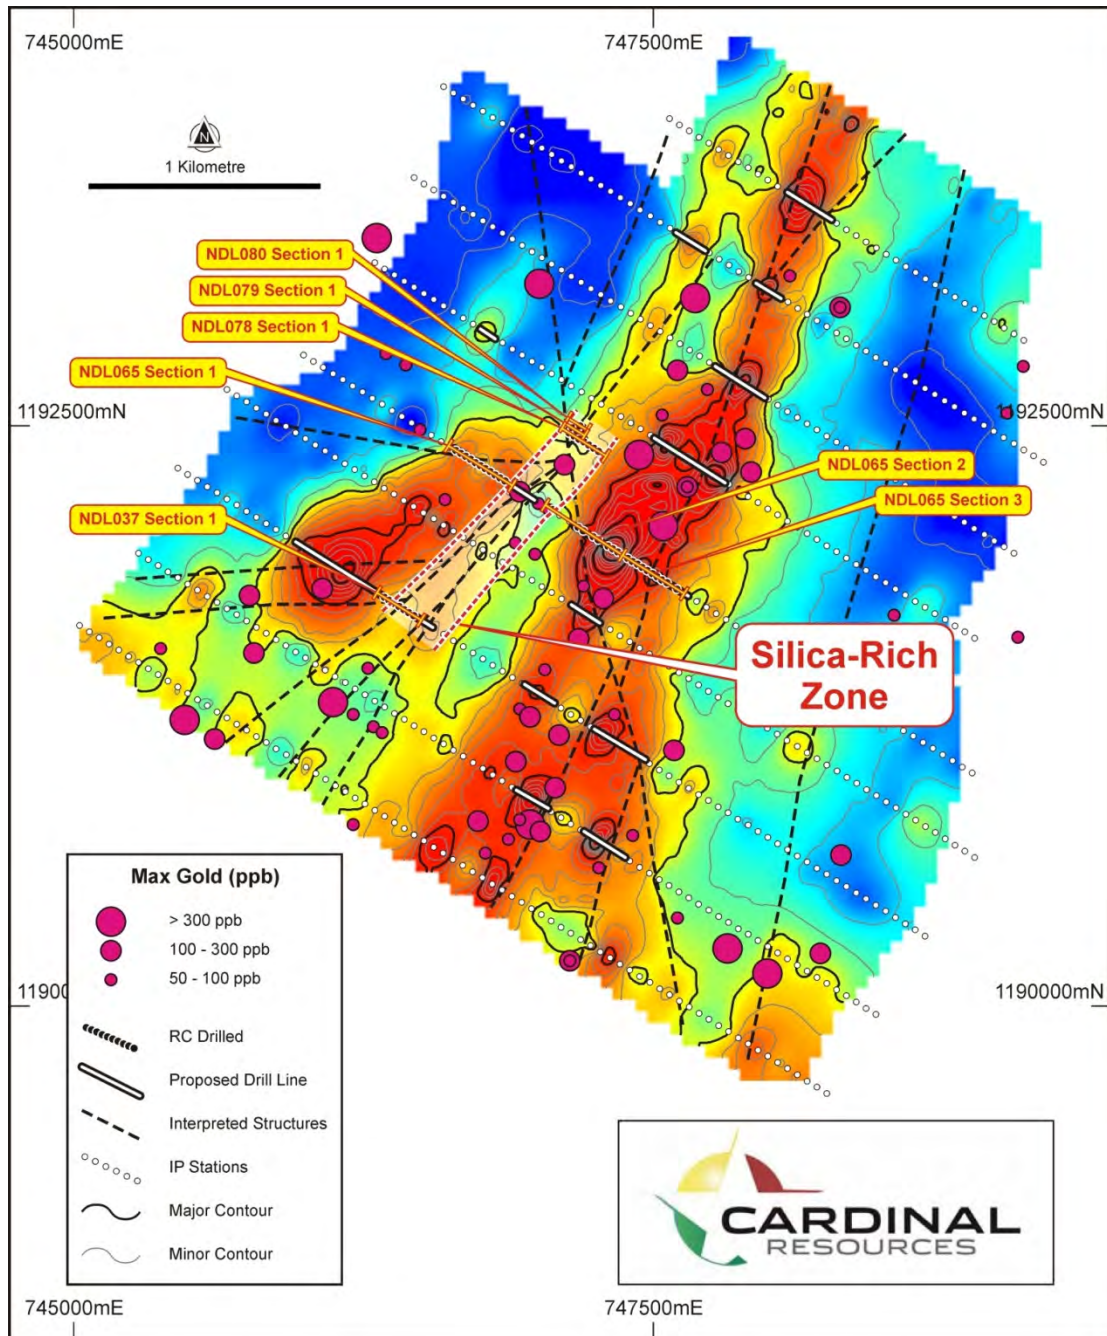 745000mE
747500mE
N
1 Kilometre
NDL080 Section 1
NDL079 Section 1
NDL078 Section 1
NDL065 Section 1
1192500mN
1192500mN
NDL065 Section 2
NDL065 Section 3
NDL037 Section 1
Silica-Rich
Zone
Max Gold (ppb)
> 300 ppb
100 - 300 ppb
50 - 100 ppb
1190000mN
RC Drilled
Proposed Drill Line
Interpreted Structures
IP Stations
Major Contour
Minor Contour
CARDINAL
RESOURCES
745000mE
747500mE